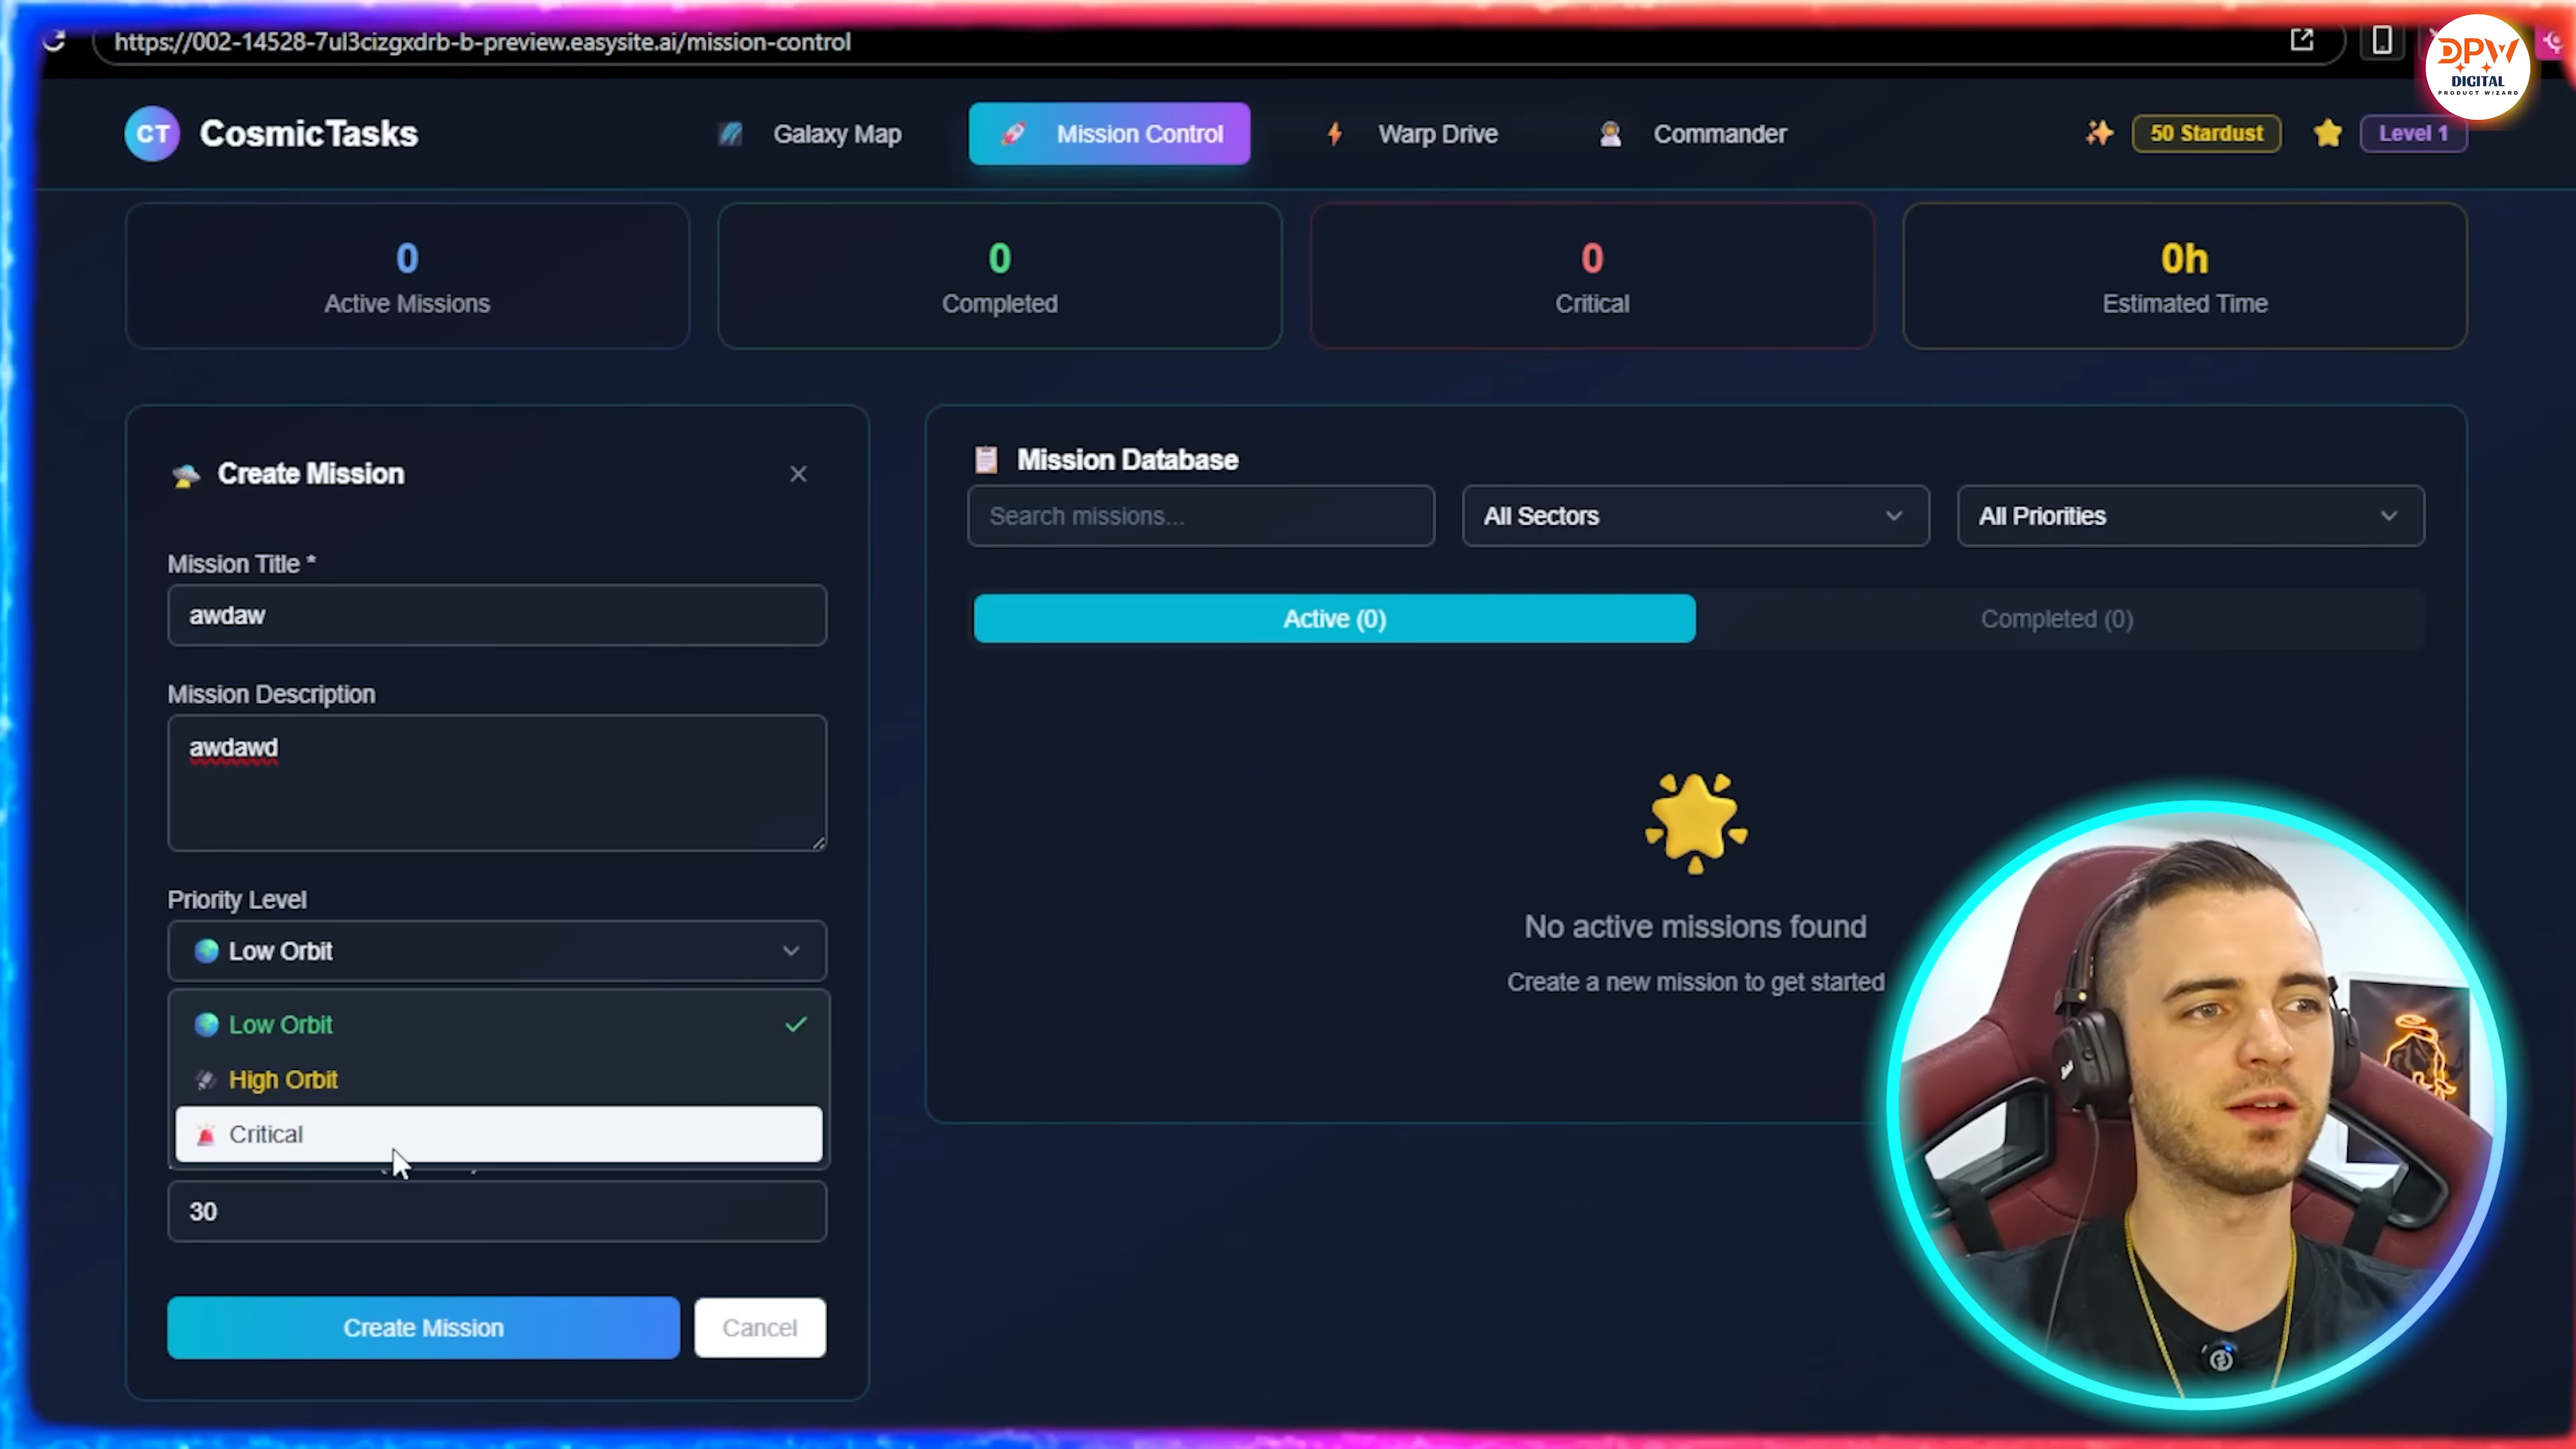 https://002-14528-7ul3cizgxdrb-b-preview.easysite.ai/mission-control
DPW
DIGITAL
PRODUCT WIZARD
CT CosmicTasks
Galaxy Map
Mission Control
Warp Drive
Commander
50 Stardust
Level 1
0
Active Missions
0
Completed
0
Critical
0h
Estimated Time
Create Mission
Mission Title *
awdaw
Mission Description
awdawd
Priority Level
Low Orbit
Low Orbit
High Orbit
Critical
30
Create Mission
Cancel
Mission Database
Search missions...
All Sectors
All Priorities
Active (0)
Completed (0)
No active missions found
Create a new mission to get started